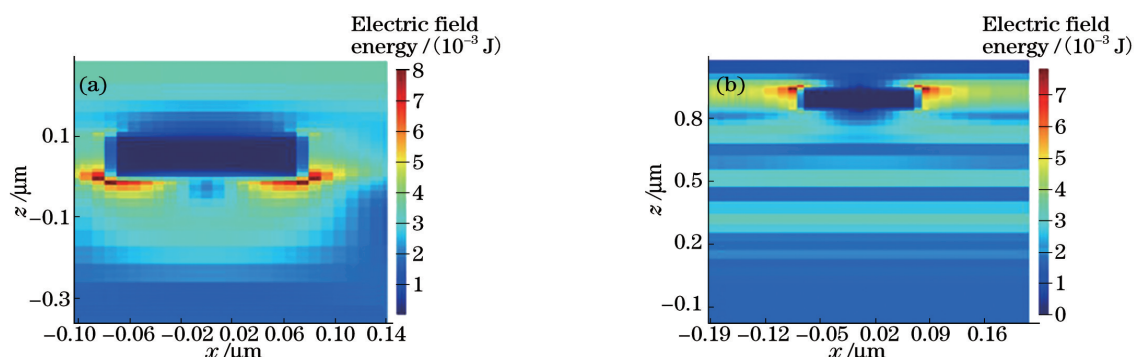 Electric field
energy/(10⁻³ J)
(a)
8
7
6
5
4
3
2
1
0.1
−0.1
−0.3
z/μm
−0.10 −0.06 −0.02 0.02 0.06 0.10 0.14
x/μm
Electric field
energy/(10⁻³ J)
(b)
7
6
5
4
3
2
1
0
0.8
0.5
0.2
−0.1
z/μm
−0.19 −0.12 −0.05 0.02 0.09 0.16
x/μm